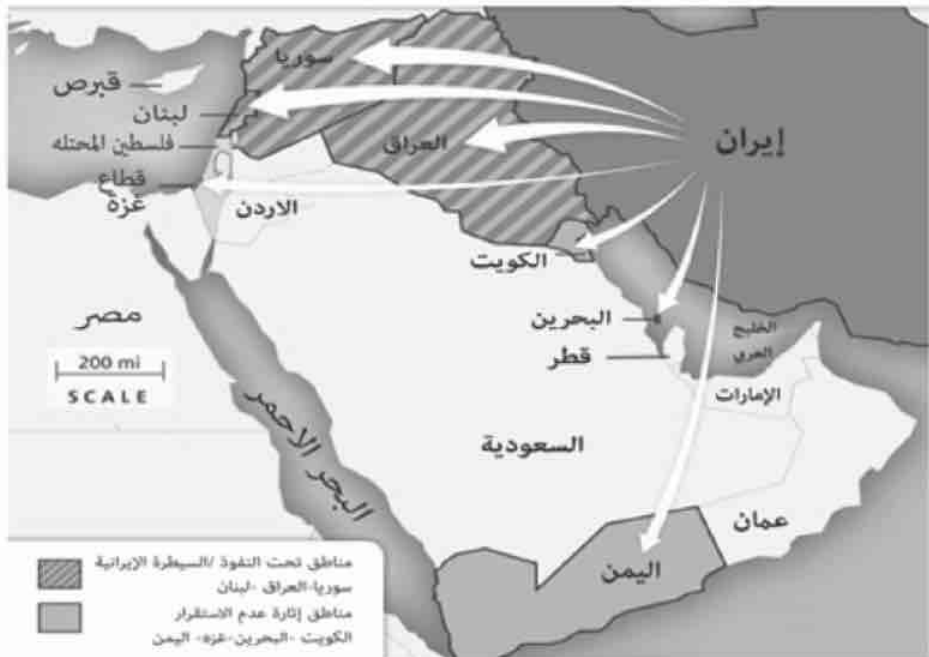 سوريا
قبرص
لبنان
فلسطين المحتله
العراق
إيران
قطاع
غزة
الاردن
الكويت
مصر
البحرين
الخليج
العربي
قطر
200 mi
SCALE
الإمارات
البحر الاحمر
السعودية
عمان
اليمن
مناطق تحت النفوذ /السيطرة الإيرانية
سوريا-العراق -لبنان
مناطق إثارة عدم الاستقرار
الكويت -البحرين-غزه- اليمن